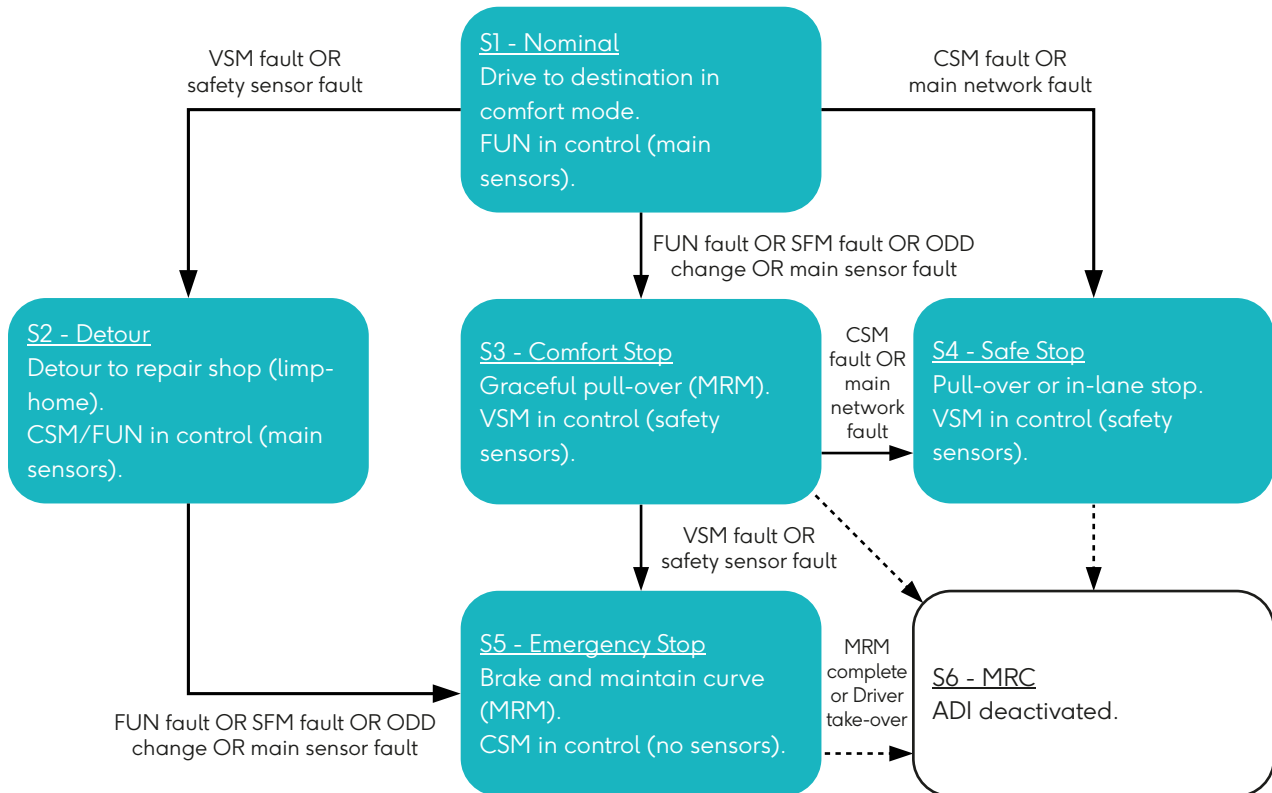 S1 - Nominal
Drive to destination in
comfort mode.
FUN in control (main
sensors).
VSM fault OR
safety sensor fault
CSM fault OR
main network fault
FUN fault OR SFM fault OR ODD
change OR main sensor fault
S2 - Detour
Detour to repair shop (limp-
home).
CSM/FUN in control (main
sensors).
S3 - Comfort Stop
Graceful pull-over (MRM).
VSM in control (safety
sensors).
CSM
fault OR
main
network
fault
S4 - Safe Stop
Pull-over or in-lane stop.
VSM in control (safety
sensors).
VSM fault OR
safety sensor fault
FUN fault OR SFM fault OR ODD
change OR main sensor fault
S5 - Emergency Stop
Brake and maintain curve
(MRM).
CSM in control (no sensors).
MRM
complete
or Driver
take-over
S6 - MRC
ADI deactivated.